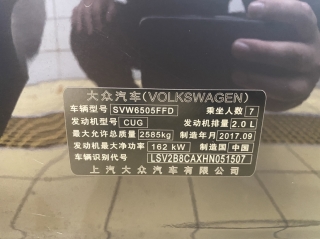 大众汽车(VOLKSWAGEN)
车辆型号 SVW6505FFD 乘坐人数 7
发动机型号 CUG 发动机排量 2.0 L
最大允许总质量 2585kg 制造年月 2017.09
发动机最大净功率 162 kW 制造国 中国
车辆识别代号 LSV2B8CAXHN051507
上汽大众汽车有限公司